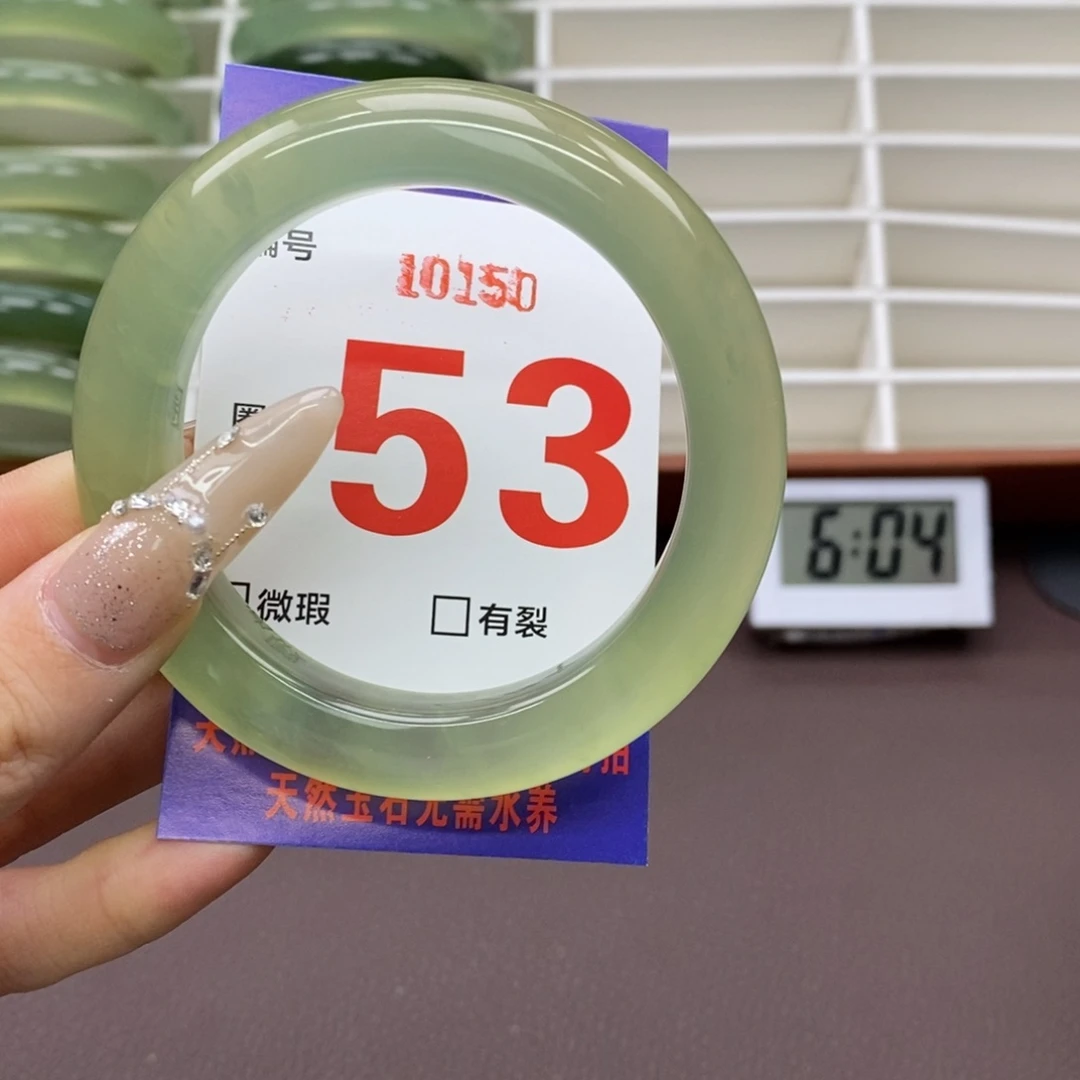 号
10150
53
圈
微瑕 有裂
6:04
天然玉石无需水养